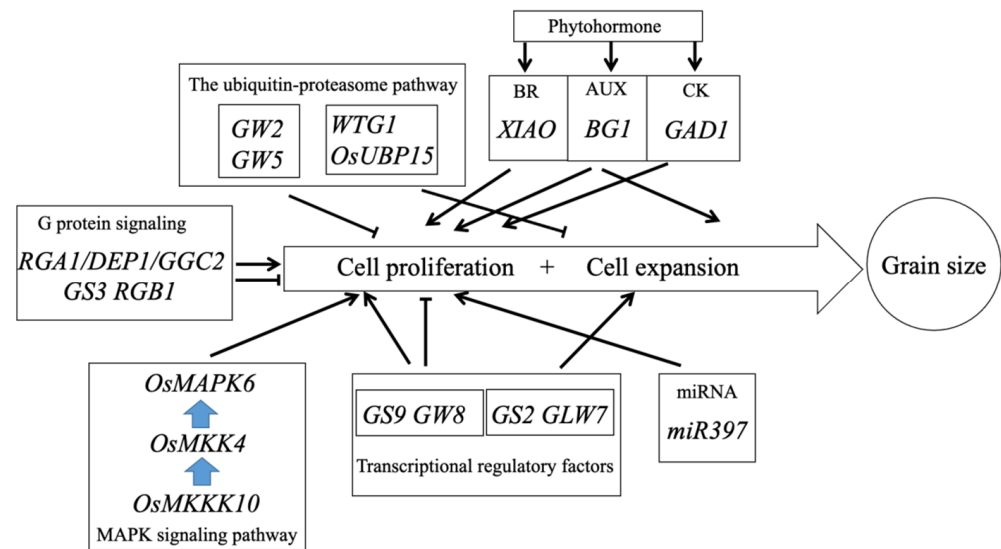 Phytohormone
The ubiquitin-proteasome pathway
GW2
GW5
WTG1
OsUBP15
BR
XIAO
AUX
BG1
CK
GAD1
G protein signaling
RGA1/DEP1/GGC2
GS3 RGB1
Cell proliferation + Cell expansion
Grain size
OsMAPK6
OsMKK4
OsMKKK10
MAPK signaling pathway
GS9 GW8
GS2 GLW7
Transcriptional regulatory factors
miRNA
miR397